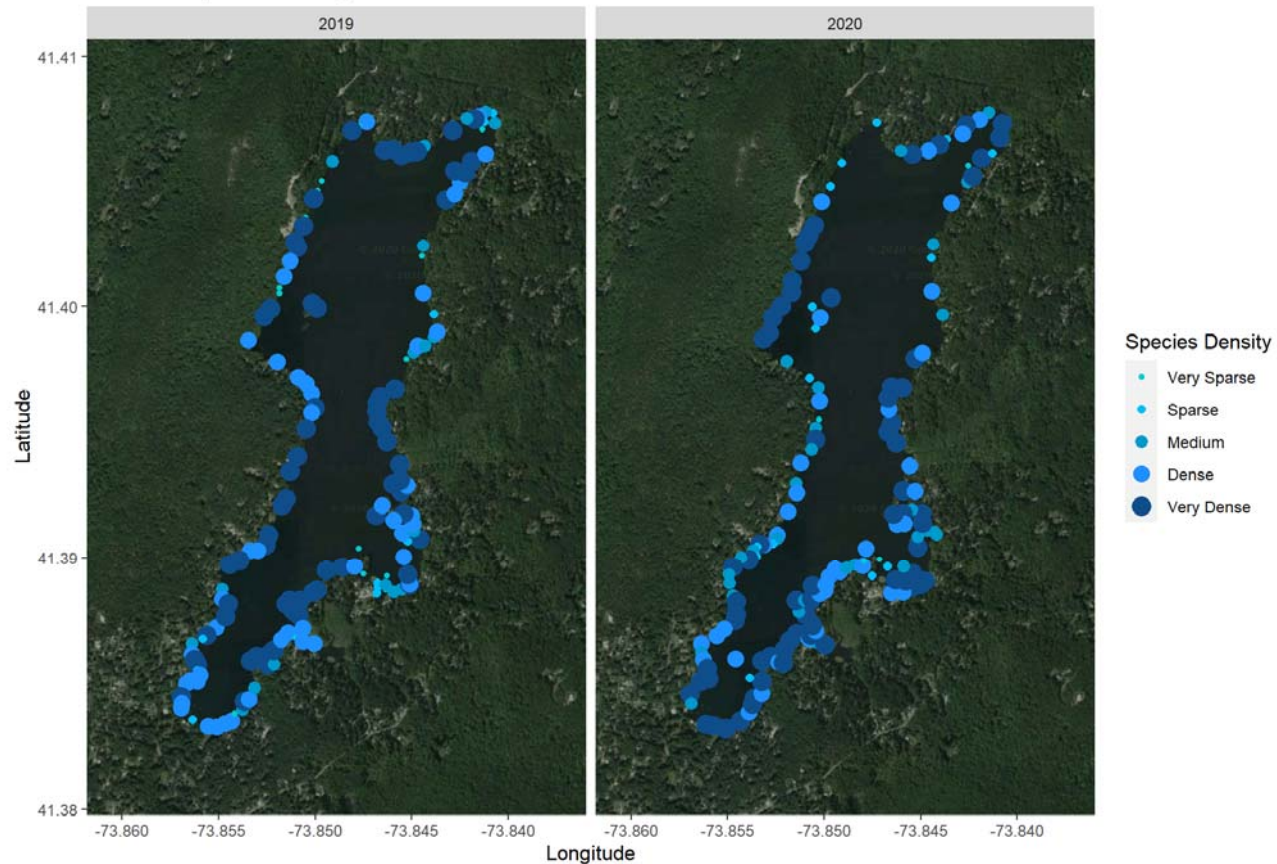 2019
2020
41.41
41.40
41.39
41.38
Latitude
-73.860
-73.855
-73.850
-73.845
-73.840
-73.860
-73.855
-73.850
-73.845
-73.840
Longitude
Species Density
Very Sparse
Sparse
Medium
Dense
Very Dense